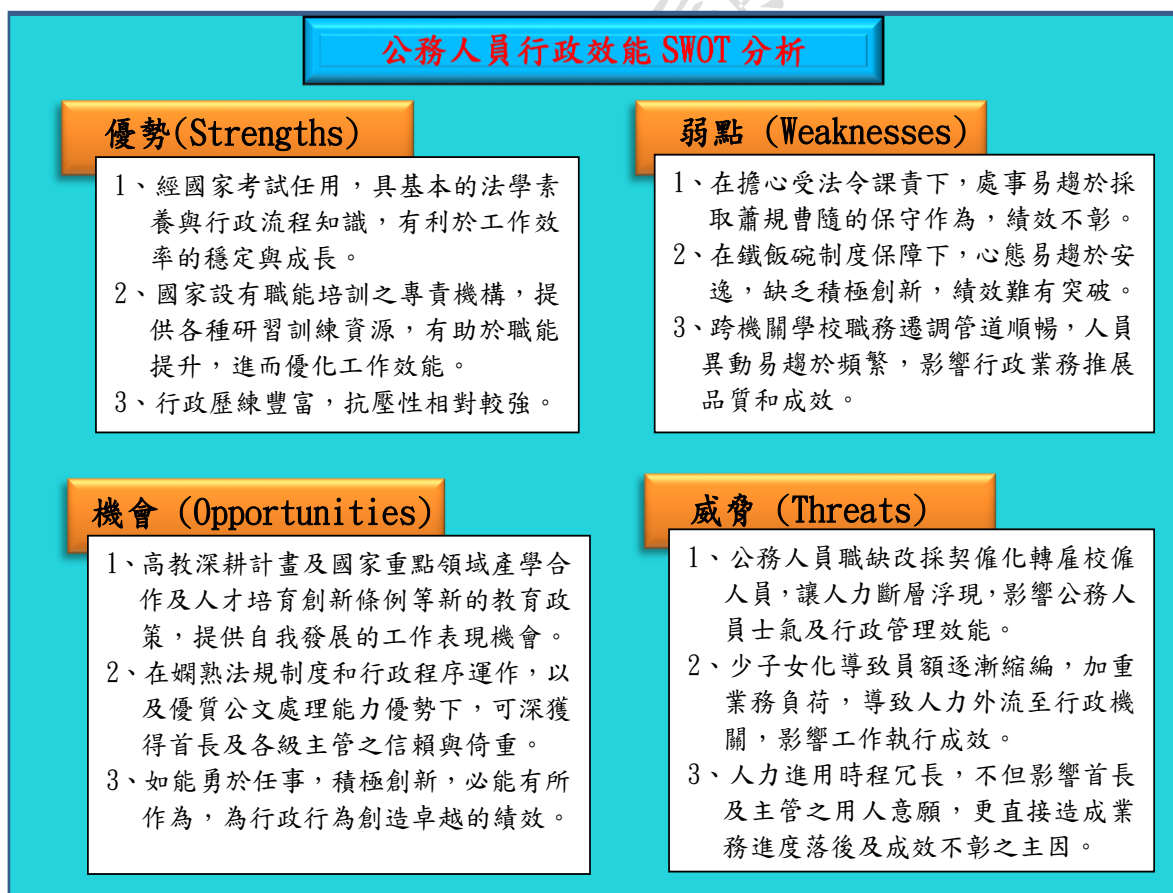 公務人員行政效能 SWOT 分析
優勢(Strengths)
1、經國家考試任用，具基本的法學素
養與行政流程知識，有利於工作效
率的穩定與成長。
2、國家設有職能培訓之專責機構，提
供各種研習訓練資源，有助於職能
提升，進而優化工作效能。
3、行政歷練豐富，抗壓性相對較強。
弱點 (Weaknesses)
1、在擔心受法令課責下，處事易趨於採
取蕭規曹隨的保守作為，績效不彰。
2、在鐵飯碗制度保障下，心態易趨於安
逸，缺乏積極創新，績效難有突破。
3、跨機關學校職務遷調管道順暢，人員
異動易趨於頻繁，影響行政業務推展
品質和成效。
機會 (Opportunities)
1、高教深耕計畫及國家重點領域產學合
作及人才培育創新條例等新的教育政
策，提供自我發展的工作表現機會。
2、在嫻熟法規制度和行政程序運作，以
及優質公文處理能力優勢下，可深獲
得首長及各級主管之信賴與倚重。
3、如能勇於任事，積極創新，必能有所
作為，為行政行為創造卓越的績效。
威脅 (Threats)
1、公務人員職缺改採契僱化轉雇校僱
人員，讓人力斷層浮現，影響公務人
員士氣及行政管理效能。
2、少子女化導致員額逐漸縮編，加重
業務負荷，導致人力外流至行政機
關，影響工作執行成效。
3、人力進用時程冗長，不但影響首長
及主管之用人意願，更直接造成業
務進度落後及成效不彰之主因。